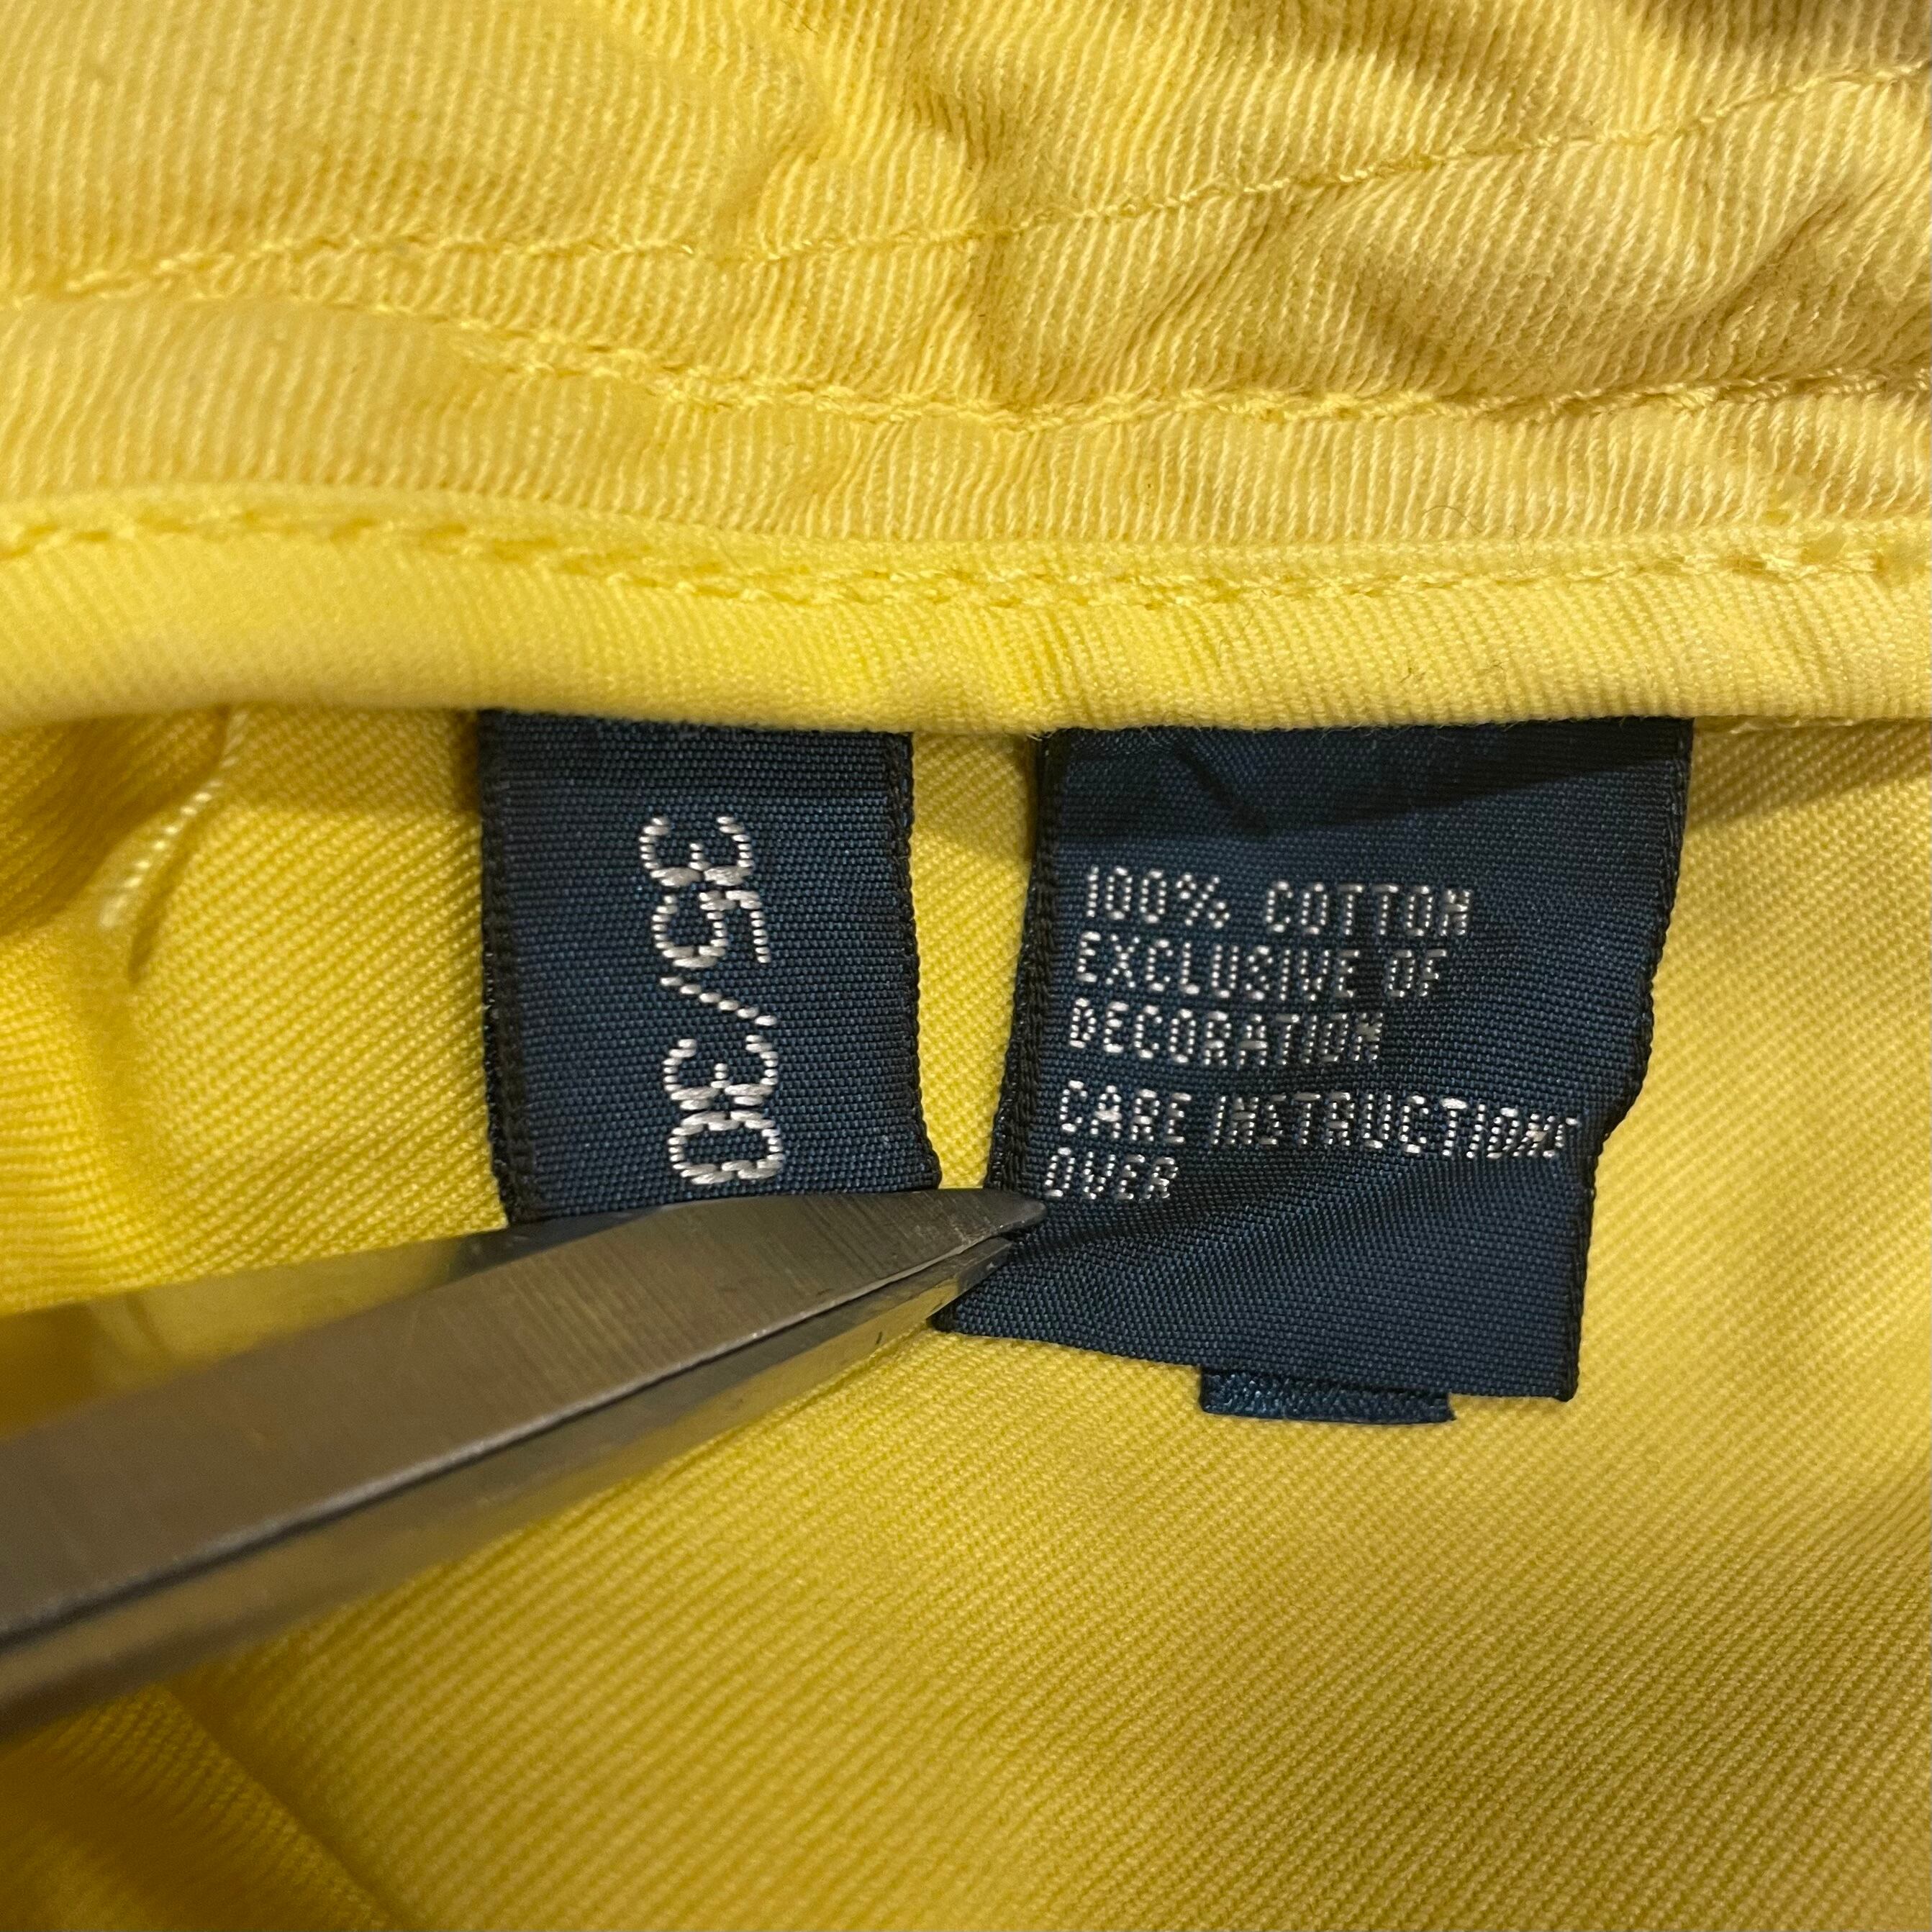 35/30
100% COTTON
EXCLUSIVE OF
DECORATION
CARE INSTRUCTIONS
OVER